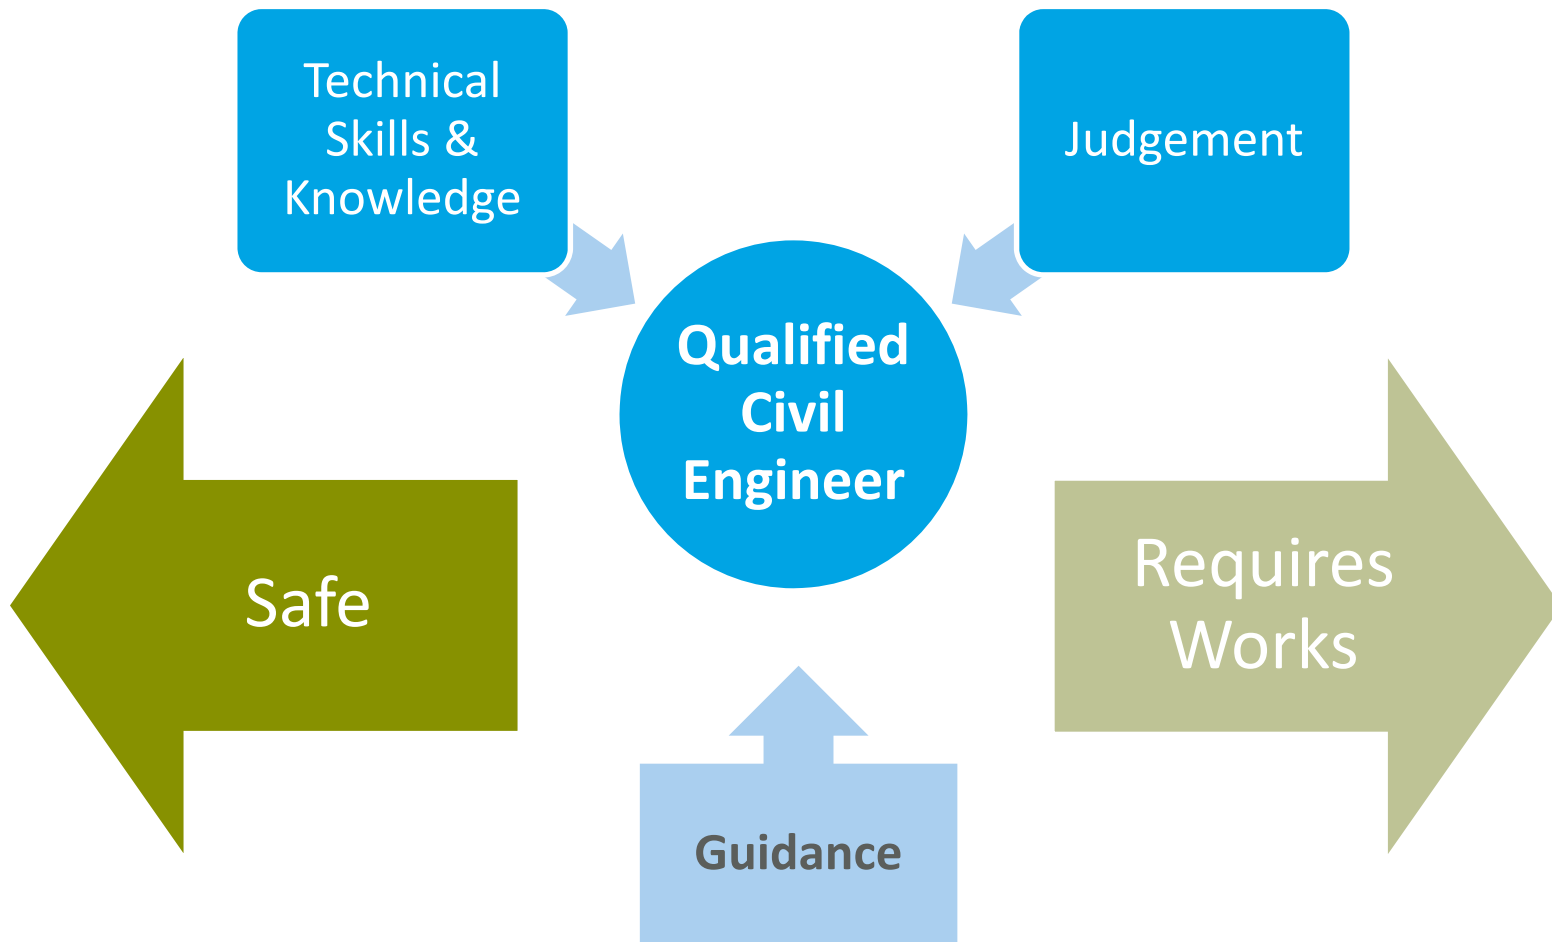 Technical
Skills &
Knowledge
Judgement
Qualified
Civil
Engineer
Safe
Requires
Works
Guidance